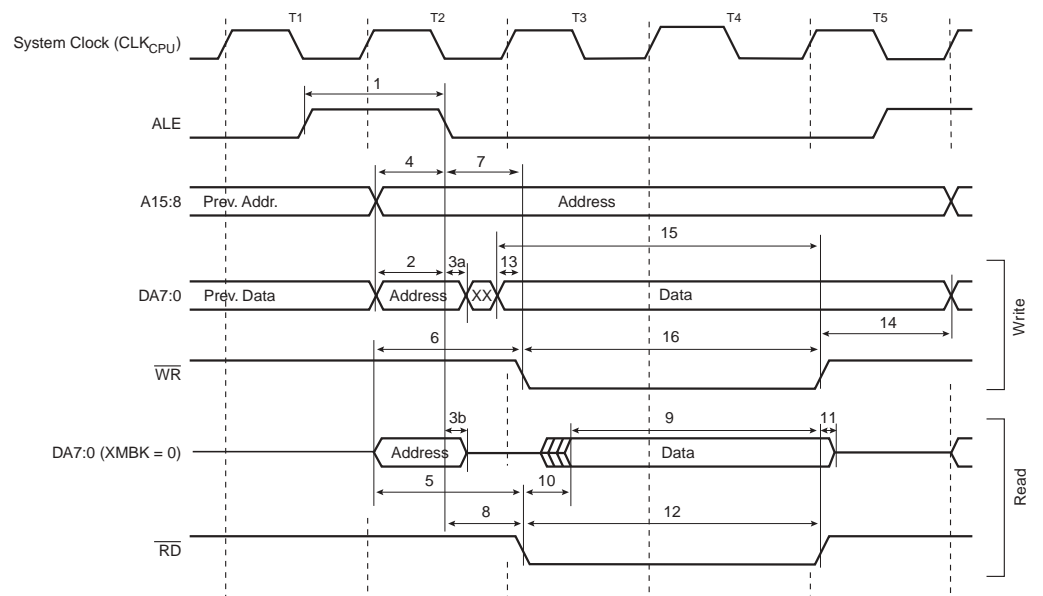 T1 T2 T3 T4 T5
System Clock (CLKCPU)
1
ALE
4 7
A15:8 Prev. Addr. Address
15
2 3a 13
DA7:0 Prev. Data Address XX Data
14
6 16
WR
Write
3b 9 11
DA7:0 (XMBK = 0) Address Data
5 10
8 12
RD
Read